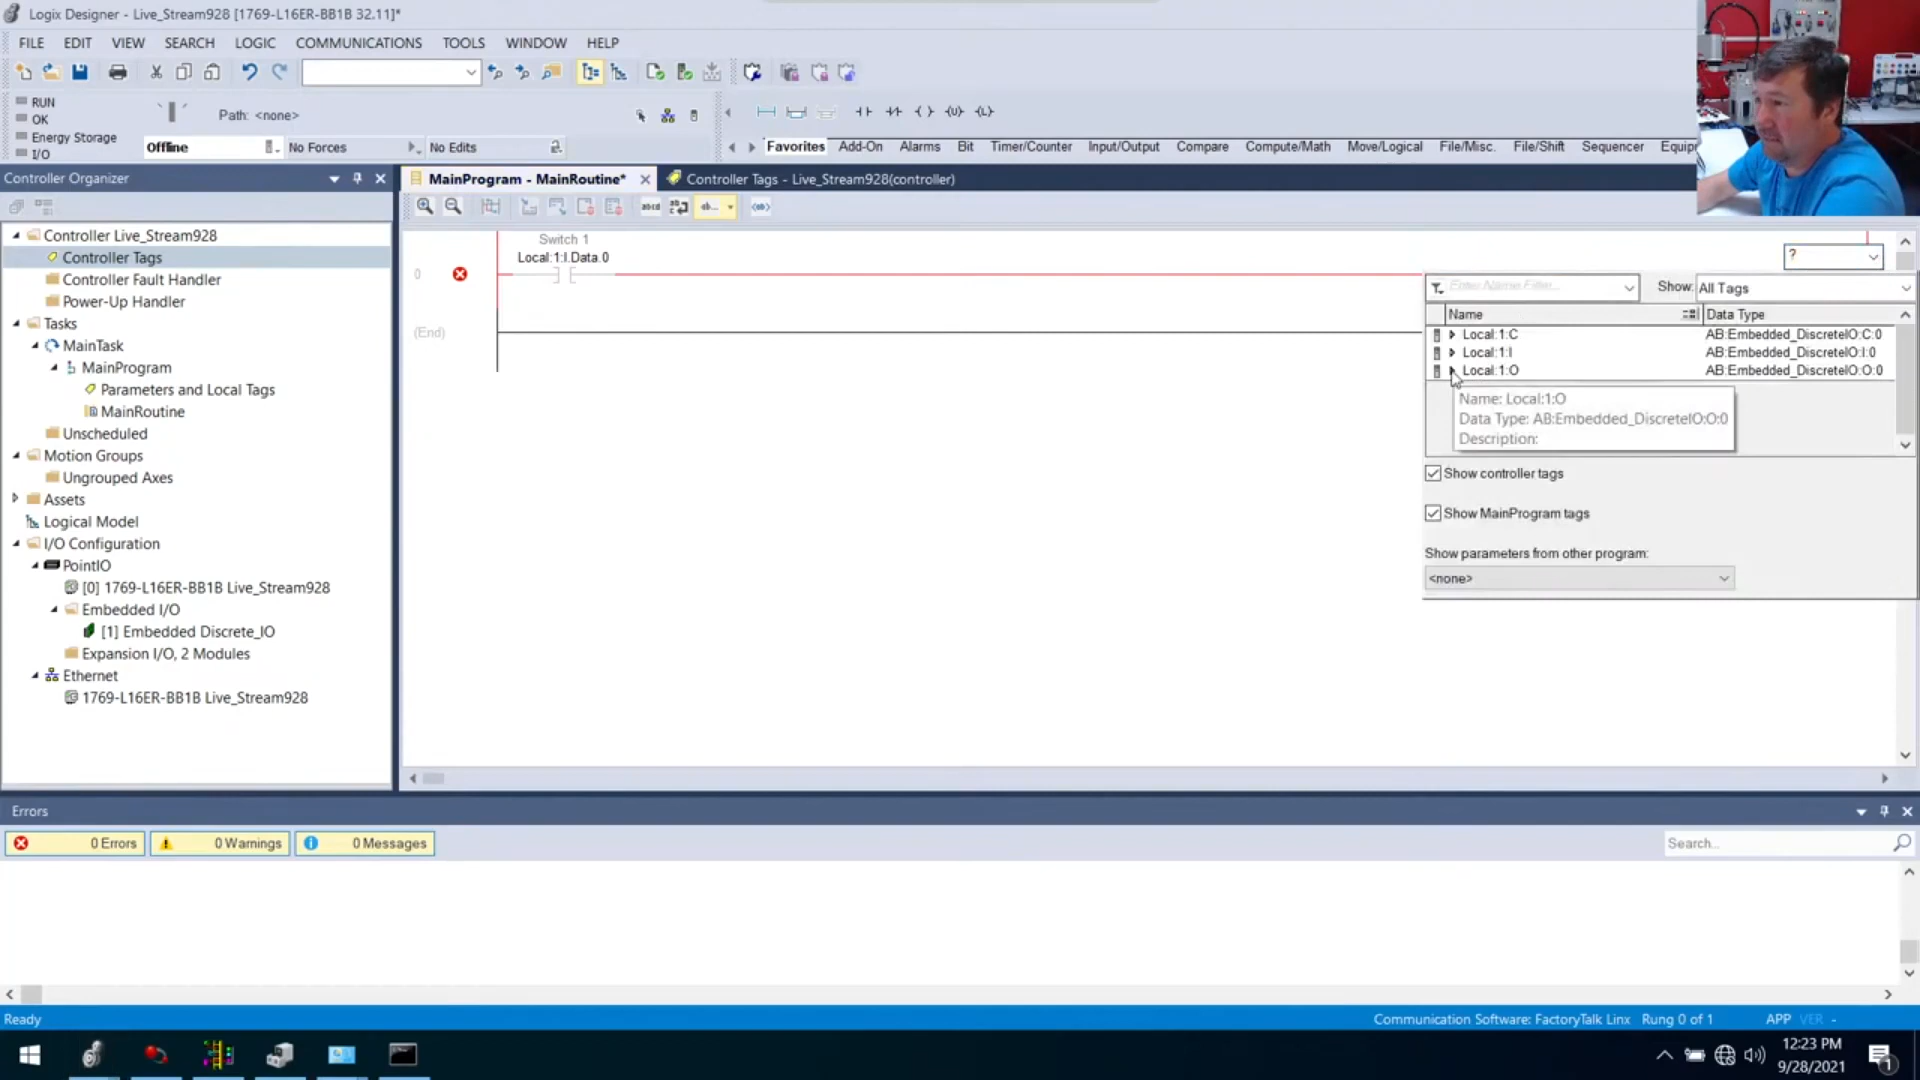 Logix Designer - Live_Stream928 [1769-L16ER-BB1B 32.11]*
FILE EDIT VIEW SEARCH LOGIC COMMUNICATIONS TOOLS WINDOW HELP
RUN
OK
Energy Storage
I/O
Path: <none>
Offline No Forces No Edits
Favorites Add-On Alarms Bit Timer/Counter Input/Output Compare Compute/Math Move/Logical File/Misc. File/Shift Sequencer Equip
Controller Organizer
Controller Live_Stream928
Controller Tags
Controller Fault Handler
Power-Up Handler
Tasks
MainTask
MainProgram
Parameters and Local Tags
MainRoutine
Unscheduled
Motion Groups
Ungrouped Axes
Assets
Logical Model
I/O Configuration
PointIO
[0] 1769-L16ER-BB1B Live_Stream928
Embedded I/O
[1] Embedded Discrete_IO
Expansion I/O, 2 Modules
Ethernet
1769-L16ER-BB1B Live_Stream928
MainProgram - MainRoutine* Controller Tags - Live_Stream928(controller)
Switch 1
Local:1:I.Data.0
0
(End)
?
Enter Name Filter... Show: All Tags
Name Data Type
Local:1:C AB:Embedded_DiscreteIO:C:0
Local:1:I AB:Embedded_DiscreteIO:I:0
Local:1:O AB:Embedded_DiscreteIO:O:0
Name: Local:1:O
Data Type: AB:Embedded_DiscreteIO:O:0
Description:
Show controller tags
Show MainProgram tags
Show parameters from other program:
<none>
Errors
0 Errors 0 Warnings 0 Messages
Search...
Ready
Communication Software: FactoryTalk Linx Rung 0 of 1 APP VER -
12:23 PM
9/28/2021
1